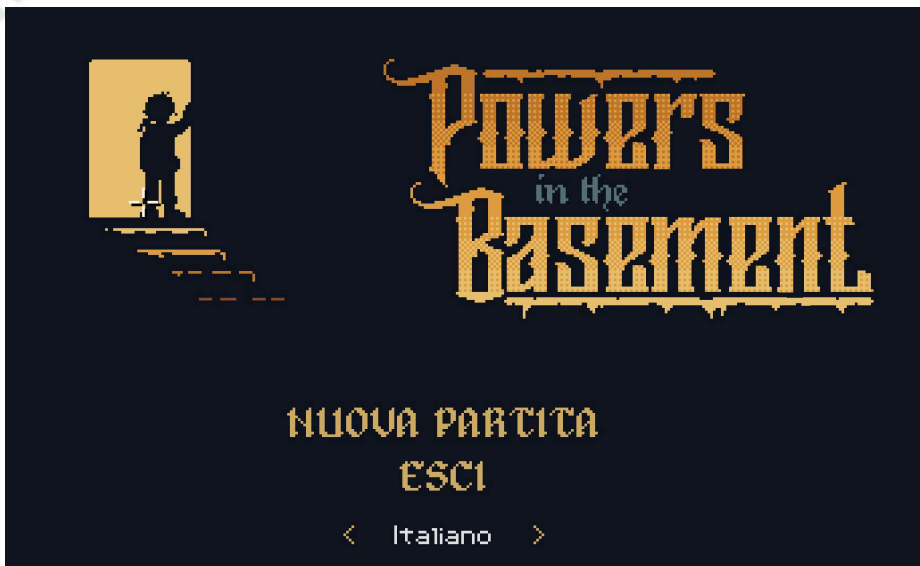 Powers
in the
Basement
NUOVA PARTITA
ESCI
< Italiano >